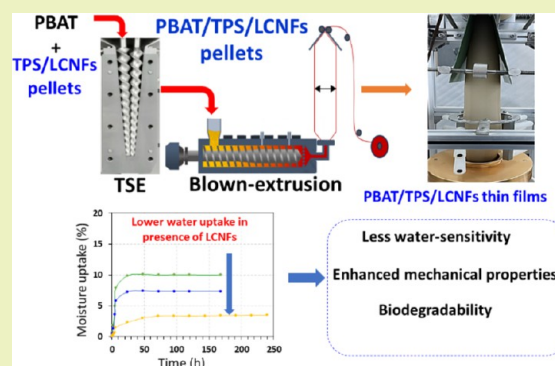 PBAT
+
TPS/LCNFs
pellets
PBAT/TPS/LCNFs
pellets
TSE
Blown-extrusion
PBAT/TPS/LCNFs thin films
Moisture uptake (%)
20
15
10
5
0
Lower water uptake in
presence of LCNFs
0 50 100 150 200 250
Time (h)
Less water-sensitivity
Enhanced mechanical properties
Biodegradability